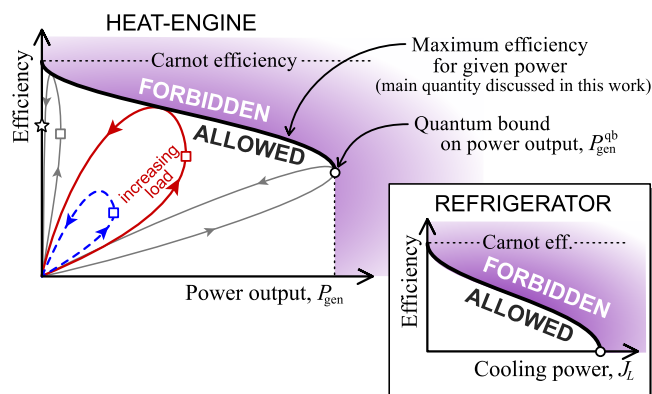 HEAT-ENGINE
Efficiency
Carnot efficiency
FORBIDDEN
ALLOWED
increasing
load
Power output, P_gen
Maximum efficiency
for given power
(main quantity discussed in this work)
Quantum bound
on power output, P_gen^qb
REFRIGERATOR
Efficiency
Carnot eff.
FORBIDDEN
ALLOWED
Cooling power, J_L